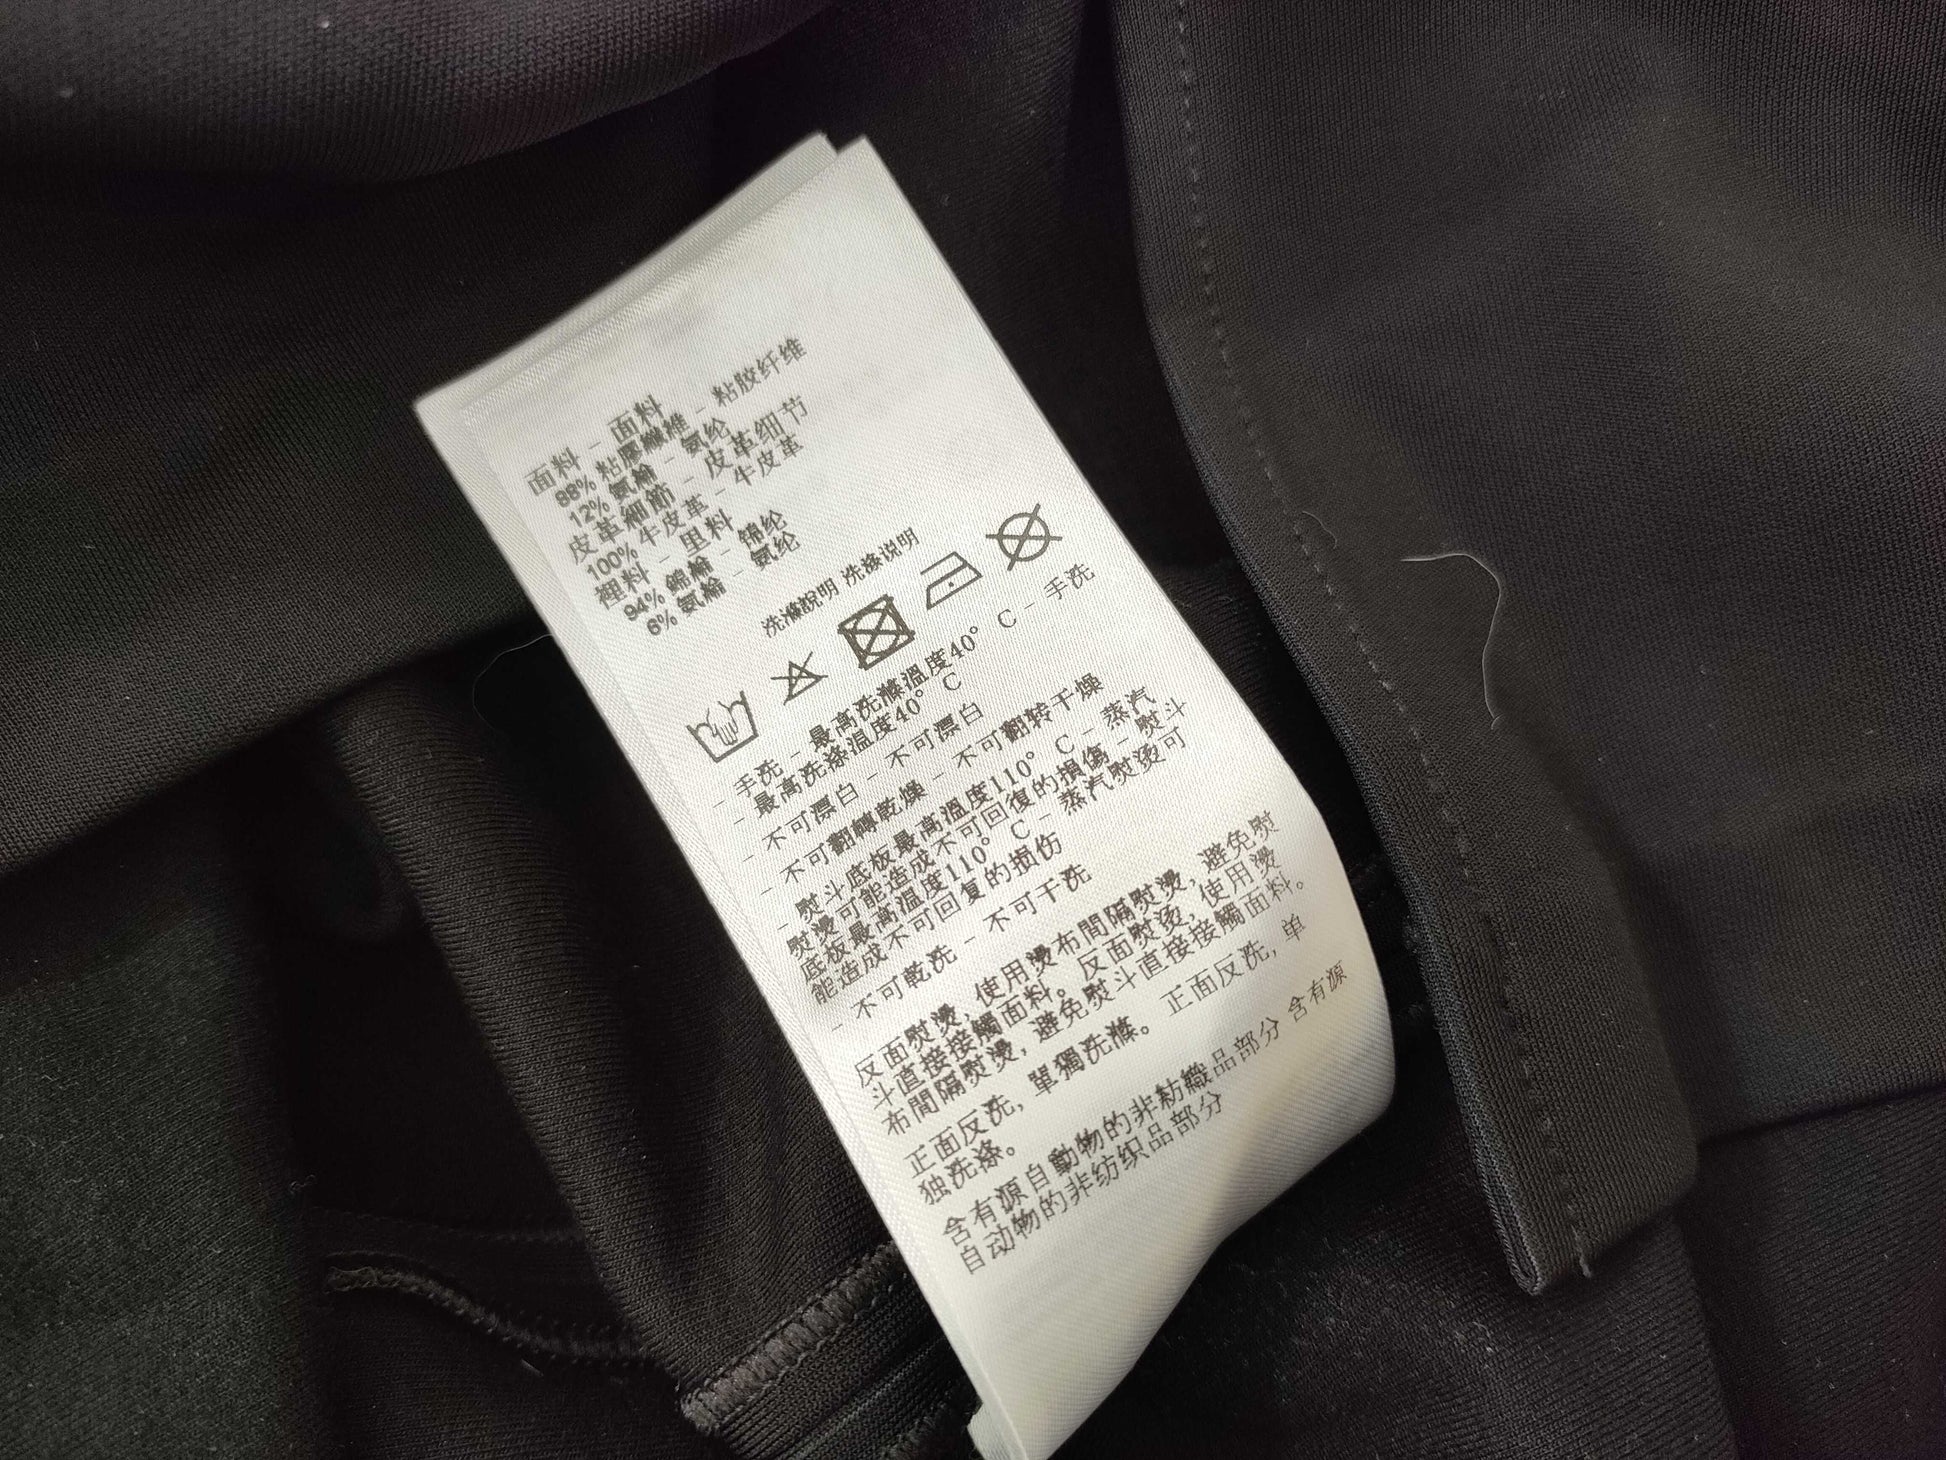 面料 - 面料
88% 粘膠纖維 - 粘胶纤维
12% 氨綸 - 氨纶
皮革細節 - 皮革细节
100% 牛皮革 - 牛皮革
裡料 - 里料
94% 錦綸 - 锦纶
6% 氨綸 - 氨纶
洗滌說明 洗涤说明
- 手洗 - 最高洗滌溫度40° C - 手洗
- 最高洗涤温度40° C
- 不可漂白 - 不可漂白
- 不可翻轉乾燥 - 不可翻转干燥
- 熨斗底板最高溫度110° C - 蒸汽
熨燙可能造成不可回復的損傷 - 熨斗
底板最高温度110° C - 蒸汽熨烫可
能造成不可回复的损伤
- 不可乾洗 - 不可干洗
反面熨燙, 使用燙布間隔熨燙, 避免熨
斗直接接觸面料。反面熨烫, 使用烫
布間隔熨烫, 避免熨斗直接接觸面料。
正面反洗, 單獨洗滌。 正面反洗, 单
独洗涤。
含有源自動物的非紡織品部分 含有源
自动物的非纺织品部分